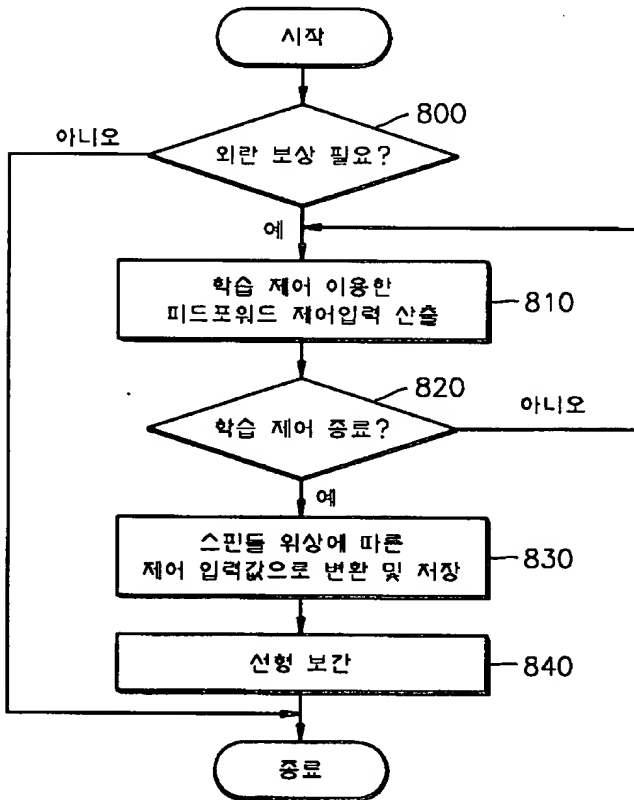 시작
800
아니오
외란 보상 필요?
예
학습 제어 이용한
피드포워드 제어입력 산출
810
820
학습 제어 종료?
아니오
예
스핀들 위상에 따른
제어 입력값으로 변환 및 저장
830
선형 보간
840
종료